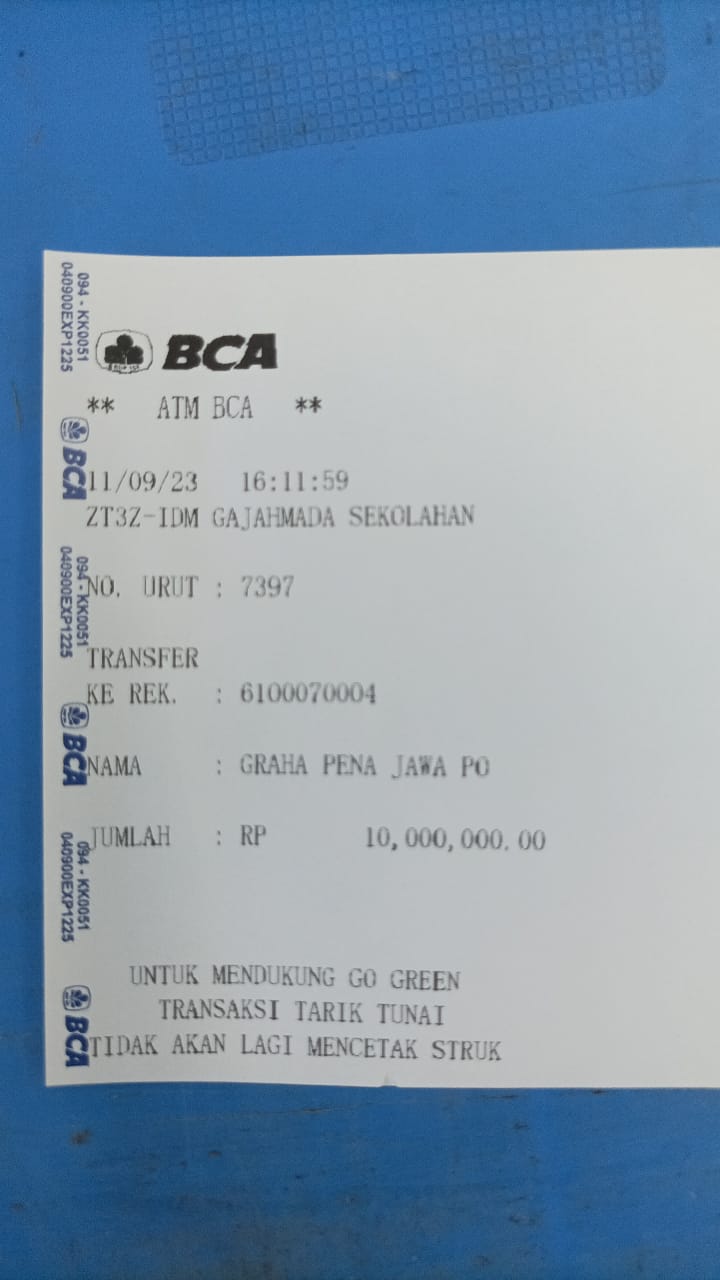 BCA
** ATM BCA **
11/09/23 16:11:59
ZT3Z-IDM GAJAHMADA SEKOLAHAN
NO. URUT : 7397
TRANSFER
KE REK. : 6100070004
NAMA : GRAHA PENA JAWA PO
JUMLAH : RP 10,000,000.00
UNTUK MENDUKUNG GO GREEN
TRANSAKSI TARIK TUNAI
TIDAK AKAN LAGI MENCETAK STRUK
094 - KK0051
040900EXP1225
BCA
094 - KK0051
040900EXP1225
BCA
094 - KK0051
040900EXP1225
BCA